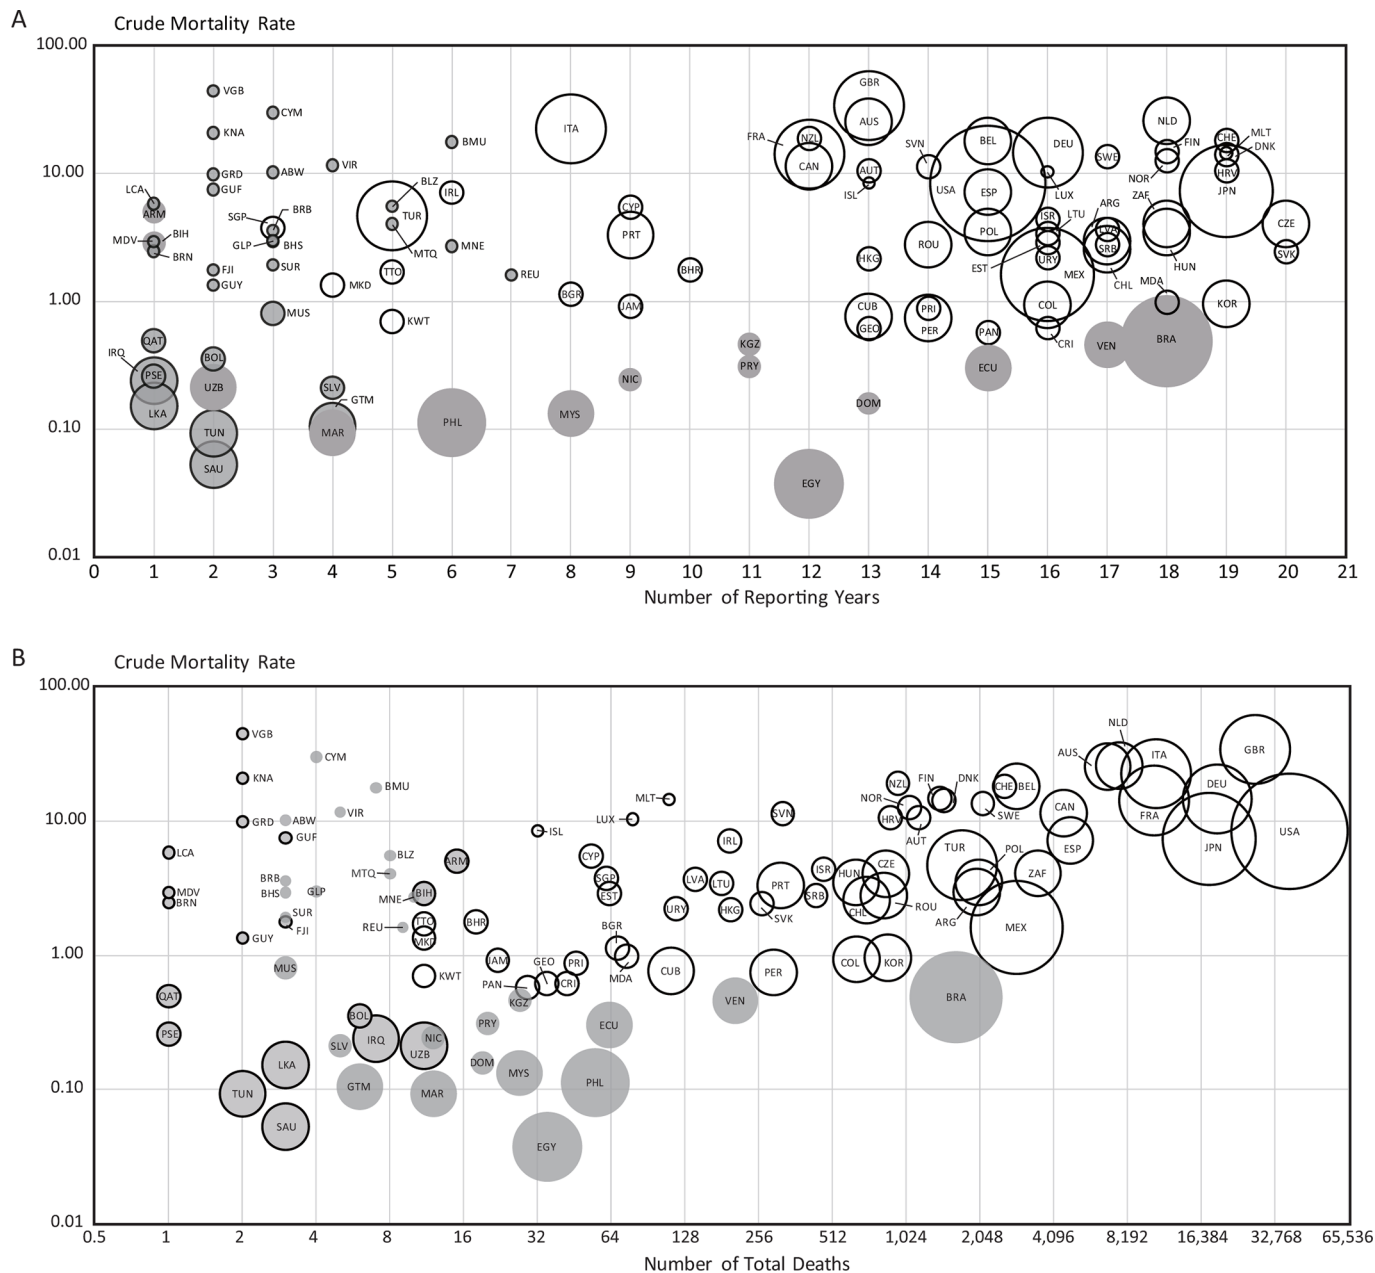 A
Crude Mortality Rate
100.00
10.00
1.00
0.10
0.01
VGB
KNA
GRD
GUF
FJI
GUY
CYM
ABW
SGP
BRB
GLP
BHS
SUR
MUS
LCA
ARM
MDV
BIH
BRN
QAT
IRQ
PSE
LKA
BOL
UZB
TUN
SAU
VIR
MKD
SLV
GTM
MAR
BLZ
TUR
MTQ
TTO
KWT
BMU
IRL
MNE
PHL
REU
ITA
BGR
MYS
CYP
PRT
JAM
NIC
BHR
KGZ
PRY
FRA
NZL
CAN
EGY
GBR
AUS
AUT
ISL
HKG
CUB
GEO
DOM
SVN
ROU
PRI
PER
BEL
USA
ESP
POL
PAN
ECU
DEU
LUX
ISR
LTU
EST
URY
MEX
COL
CRI
SWE
ARG
LVA
SRB
CHL
VEN
NLD
FIN
NOR
ZAF
HUN
MDA
BRA
CHE
MLT
DNK
HRV
JPN
KOR
CZE
SVK
0 1 2 3 4 5 6 7 8 9 10 11 12 13 14 15 16 17 18 19 20 21
Number of Reporting Years
B
Crude Mortality Rate
100.00
10.00
1.00
0.10
0.01
VGB
KNA
GRD
LCA
MDV
BRN
GUY
QAT
PSE
TUN
CYM
ABW
GUF
BRB
BHS
GLP
SUR
FJI
MUS
LKA
SAU
VIR
BMU
BLZ
MTQ
MNE
REU
BOL
SLV
IRQ
GTM
ARM
BIH
TTO
MKD
KWT
BHR
UZB
NIC
MAR
JAM
PAN
GEO
KGZ
CRI
PRI
PRY
DOM
MYS
EGY
PHL
ECU
ISL
CYP
SGP
EST
BGR
MDA
LUX
MLT
URY
CUB
LVA
LTU
IRL
HKG
VEN
SVN
PRT
SVK
PER
ISR
SRB
HUN
CZE
CHL
ROU
COL
KOR
NZL
NOR
HRV
AUT
FIN
DNK
SWE
CHE
BEL
TUR
POL
ARG
ZAF
MEX
BRA
CAN
ESP
AUS
NLD
ITA
FRA
DEU
JPN
GBR
USA
0.5 1 2 4 8 16 32 64 128 256 512 1,024 2,048 4,096 8,192 16,384 32,768 65,536
Number of Total Deaths